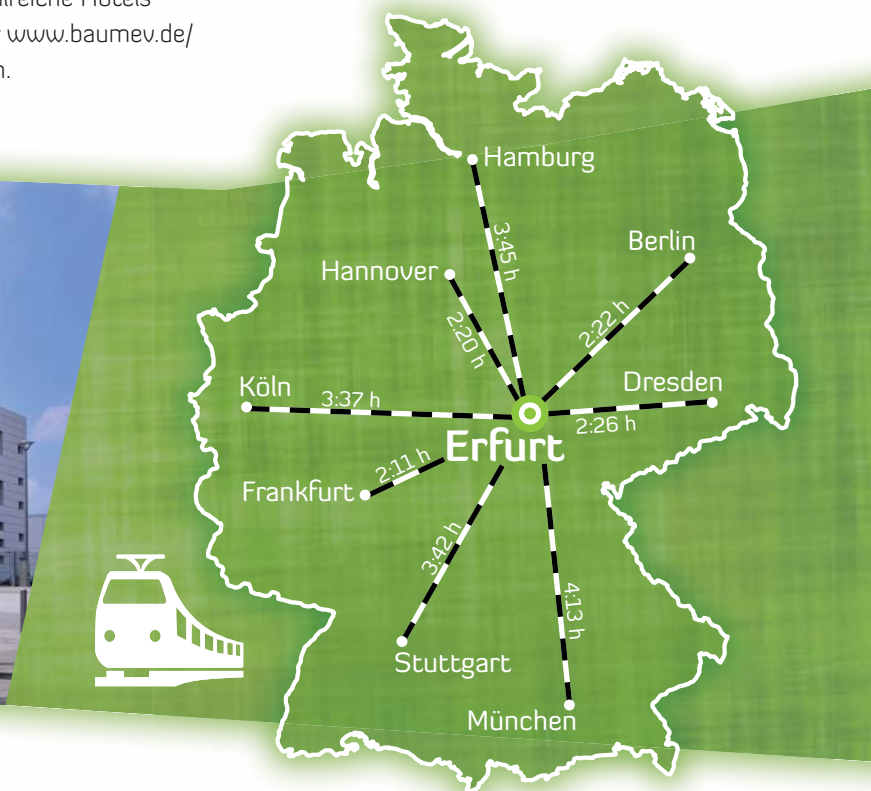 Hotels
www.baumev.de/
Hamburg
3:45 h
Berlin
Hannover
2:22 h
2:20 h
Köln
3:37 h
Dresden
2:26 h
Erfurt
2:11 h
Frankfurt
3:42 h
4:13 h
Stuttgart
München